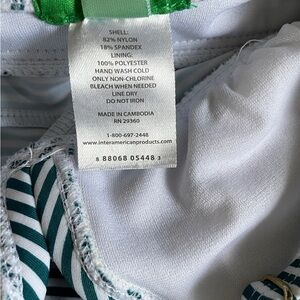 SHELL:
82% NYLON
18% SPANDEX
LINING:
100% POLYESTER
HAND WASH COLD
ONLY NON-CHLORINE
BLEACH WHEN NEEDED
LINE DRY
DO NOT IRON
MADE IN CAMBODIA
RN 29360
1-800-697-2448
www.interamericanproducts.com
8 88068 05448 3